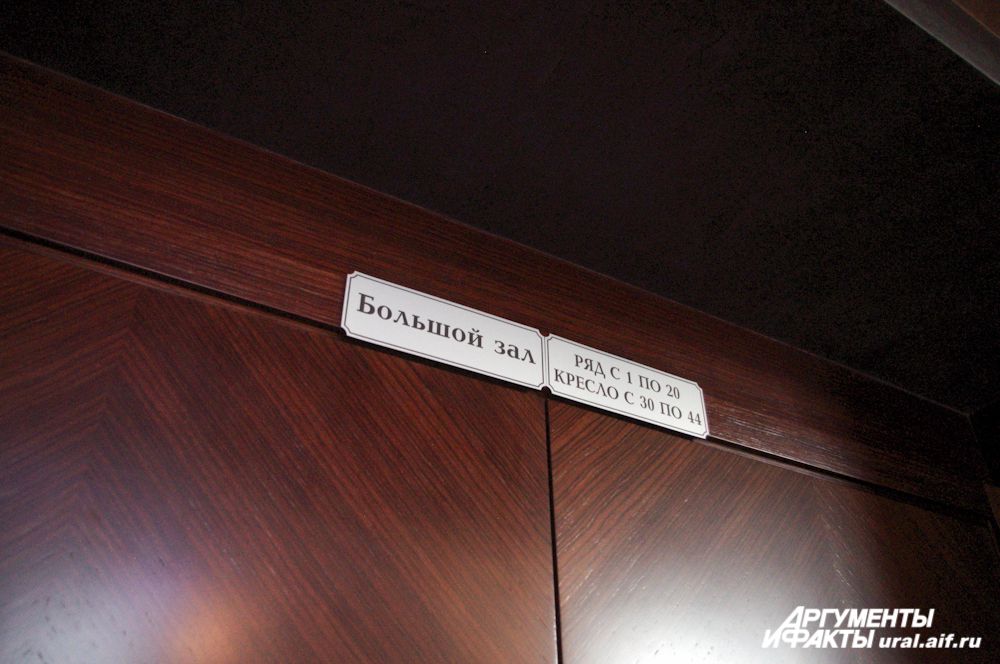 Большой зал
РЯД С 1 ПО 20
КРЕСЛО С 30 ПО 44
АРГУМЕНТЫ
И ФАКТЫ ural.aif.ru